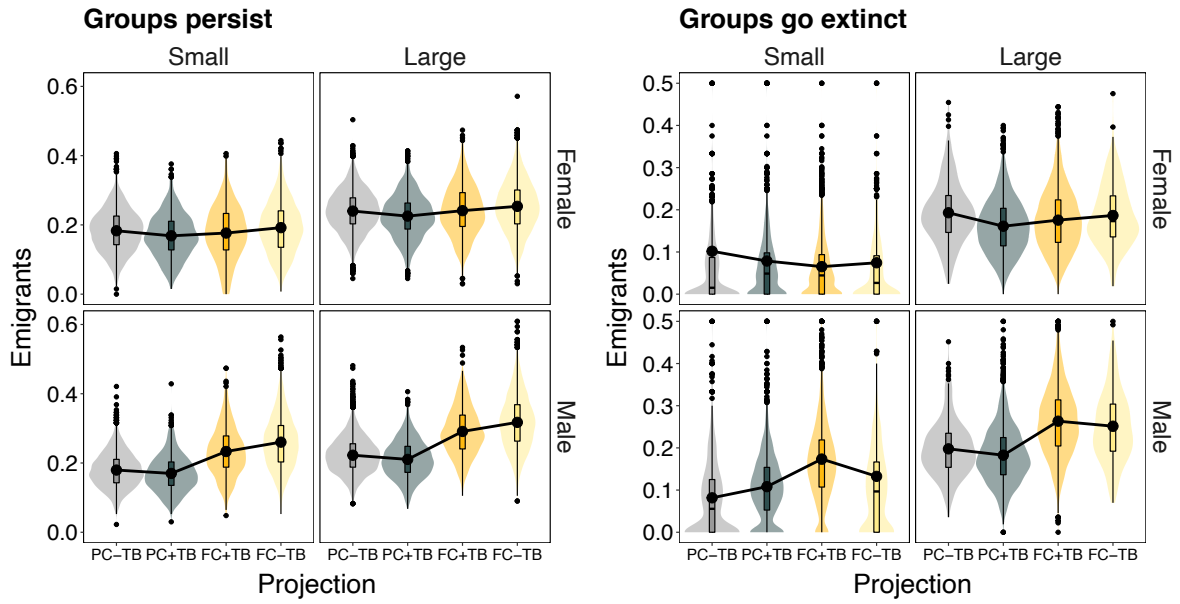 Groups persist
Groups go extinct
Small Large
Small Large
Emigrants
0.6
0.4
0.2
0.0
Female
0.6
0.4
0.2
0.0
Male
PC−TB PC+TB FC+TB FC−TB PC−TB PC+TB FC+TB FC−TB
Projection
Emigrants
0.5
0.4
0.3
0.2
0.1
0.0
Female
0.5
0.4
0.3
0.2
0.1
0.0
Male
PC−TB PC+TB FC+TB FC−TB PC−TB PC+TB FC+TB FC−TB
Projection